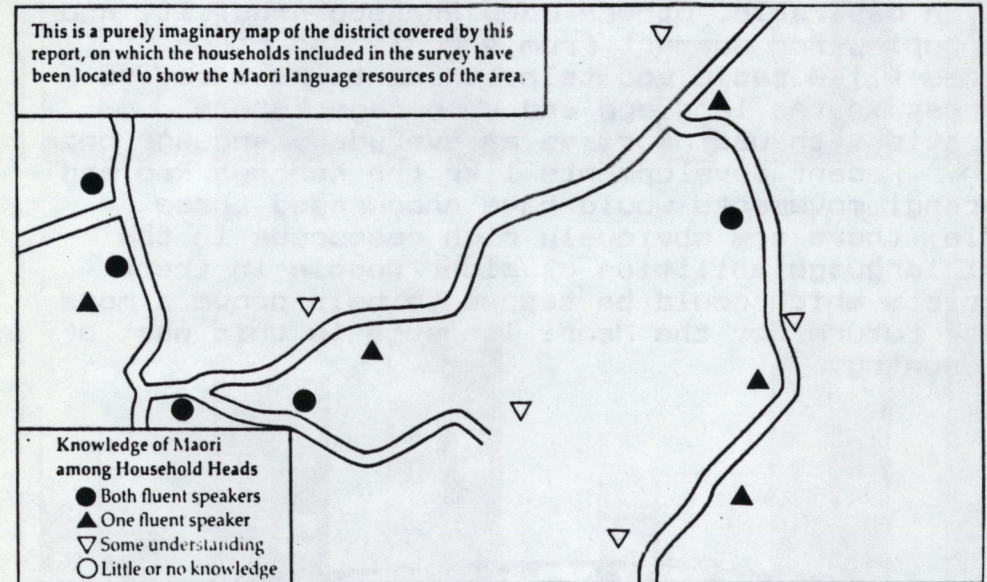 This is a purely imaginary map of the district covered by this
report, on which the households included in the survey have
been located to show the Maori language resources of the area.
Knowledge of Maori
among Household Heads
Both fluent speakers
One fluent speaker
Some understanding
Little or no knowledge